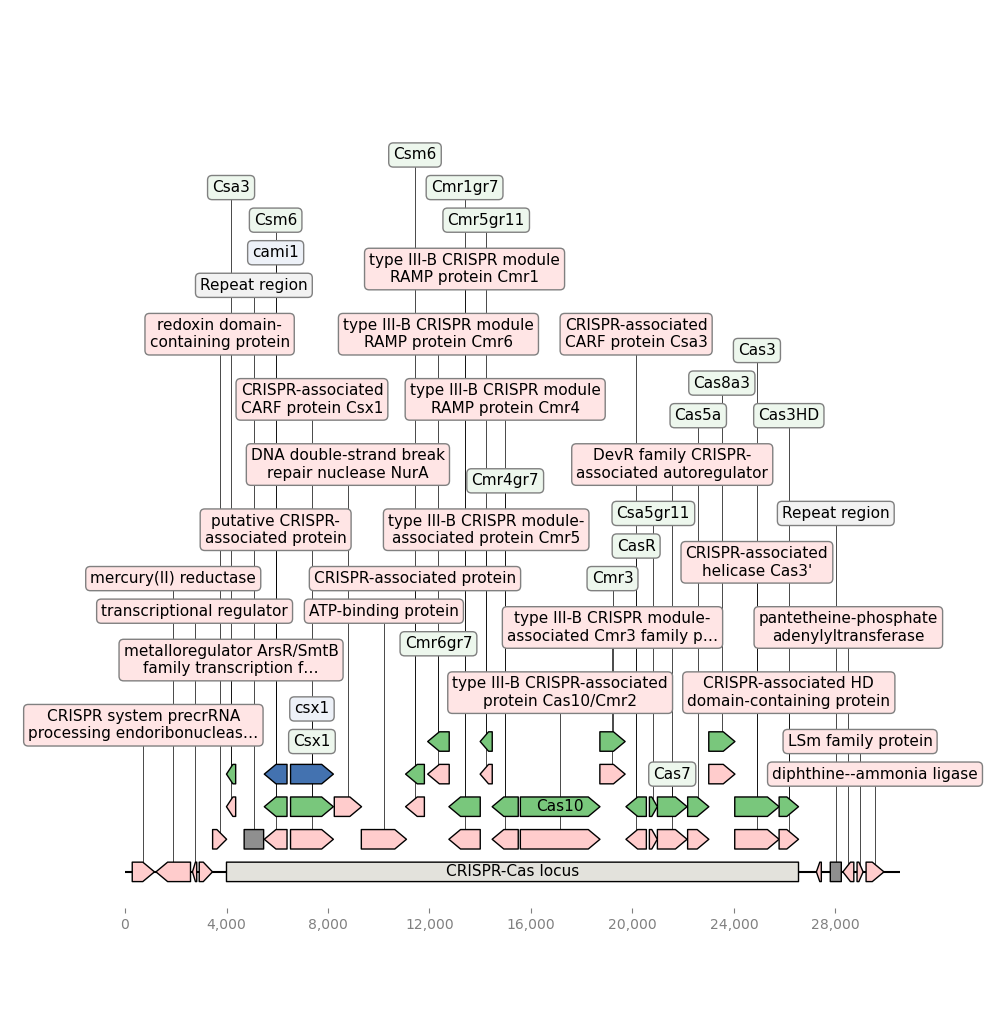 Csm6
Csa3
Cmr1gr7
Csm6
Cmr5gr11
cami1
type III-B CRISPR module
RAMP protein Cmr1
Repeat region
redoxin domain-
containing protein
type III-B CRISPR module
RAMP protein Cmr6
CRISPR-associated
CARF protein Csa3
Cas3
Cas8a3
CRISPR-associated
CARF protein Csx1
type III-B CRISPR module
RAMP protein Cmr4
Cas5a
Cas3HD
DNA double-strand break
repair nuclease NurA
DevR family CRISPR-
associated autoregulator
Cmr4gr7
Csa5gr11
Repeat region
putative CRISPR-
associated protein
type III-B CRISPR module-
associated protein Cmr5
CasR
CRISPR-associated
helicase Cas3'
mercury(II) reductase
CRISPR-associated protein
Cmr3
transcriptional regulator
ATP-binding protein
type III-B CRISPR module-
associated Cmr3 family p…
pantetheine-phosphate
adenylyltransferase
Cmr6gr7
metalloregulator ArsR/SmtB
family transcription f…
type III-B CRISPR-associated
protein Cas10/Cmr2
CRISPR-associated HD
domain-containing protein
csx1
CRISPR system precrRNA
processing endoribonucleas…
Csx1
LSm family protein
Cas7
diphthine--ammonia ligase
Cas10
CRISPR-Cas locus
0 4,000 8,000 12,000 16,000 20,000 24,000 28,000